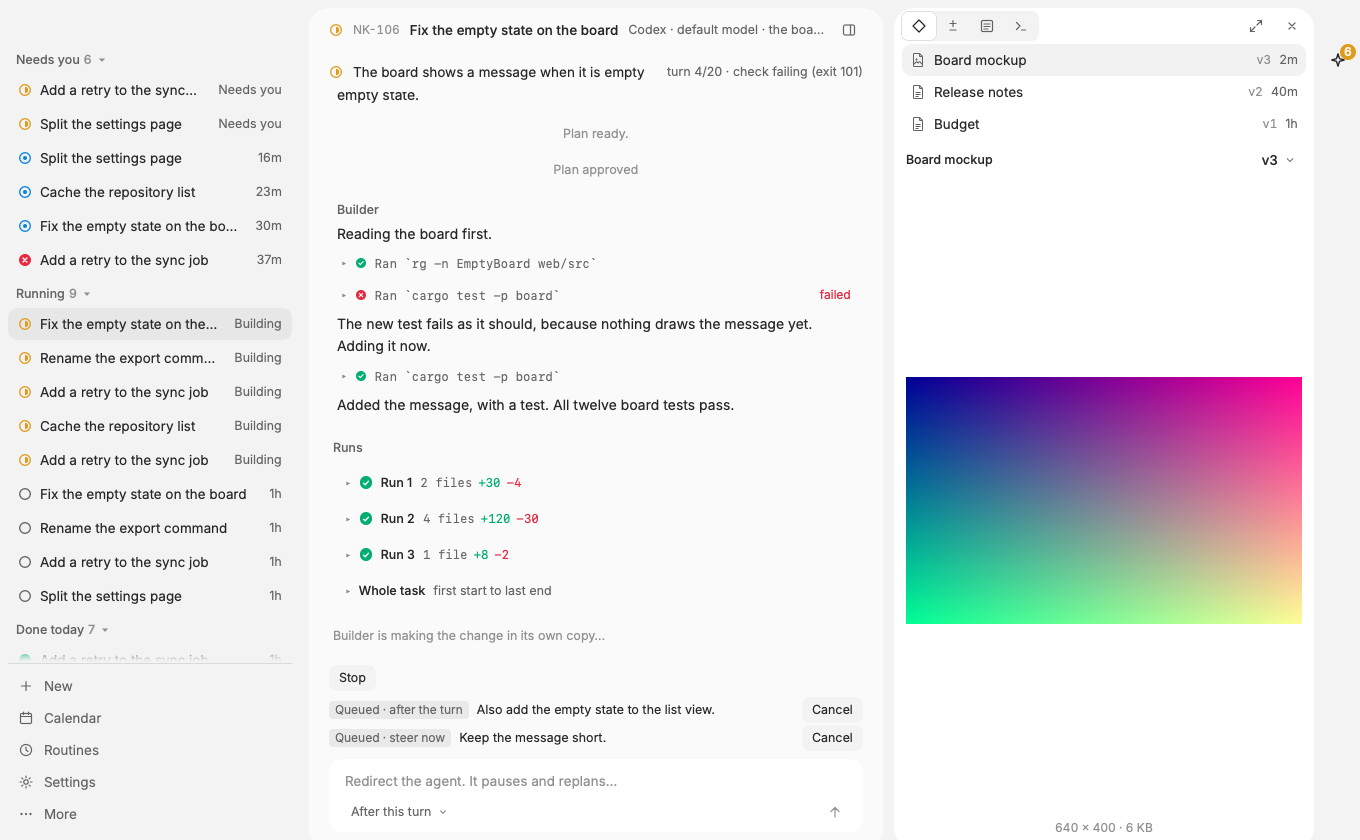 Needs you 6
Add a retry to the sync... Needs you
Split the settings page Needs you
Split the settings page 16m
Cache the repository list 23m
Fix the empty state on the bo... 30m
Add a retry to the sync job 37m
Running 9
Fix the empty state on the... Building
Rename the export comm... Building
Add a retry to the sync job Building
Cache the repository list Building
Add a retry to the sync job Building
Fix the empty state on the board 1h
Rename the export command 1h
Add a retry to the sync job 1h
Split the settings page 1h
Done today 7
Add a retry to the sync job 1h
New
Calendar
Routines
Settings
More
NK-106 Fix the empty state on the board Codex · default model · the boa...
The board shows a message when it is empty turn 4/20 · check failing (exit 101)
empty state.
Plan ready.
Plan approved
Builder
Reading the board first.
Ran `rg -n EmptyBoard web/src`
Ran `cargo test -p board` failed
The new test fails as it should, because nothing draws the message yet.
Adding it now.
Ran `cargo test -p board`
Added the message, with a test. All twelve board tests pass.
Runs
Run 1 2 files +30 −4
Run 2 4 files +120 −30
Run 3 1 file +8 −2
Whole task first start to last end
Builder is making the change in its own copy...
Stop
Queued · after the turn Also add the empty state to the list view. Cancel
Queued · steer now Keep the message short. Cancel
Redirect the agent. It pauses and replans...
After this turn
Board mockup v3 2m
Release notes v2 40m
Budget v1 1h
Board mockup v3
640 × 400 · 6 KB
6